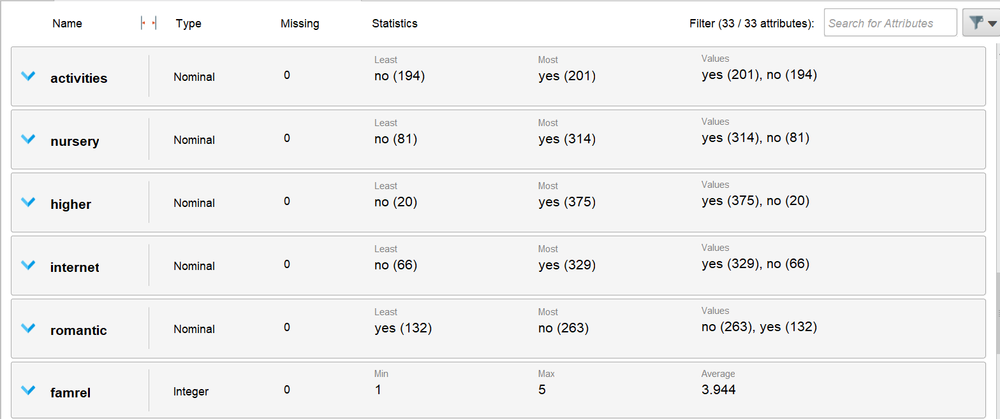 Name Type Missing Statistics Filter (33 / 33 attributes): Search for Attributes
Least Most Values
activities Nominal 0 no (194) yes (201) yes (201), no (194)
Least Most Values
nursery Nominal 0 no (81) yes (314) yes (314), no (81)
Least Most Values
higher Nominal 0 no (20) yes (375) yes (375), no (20)
Least Most Values
internet Nominal 0 no (66) yes (329) yes (329), no (66)
Least Most Values
romantic Nominal 0 yes (132) no (263) no (263), yes (132)
Min Max Average
famrel Integer 0 1 5 3.944